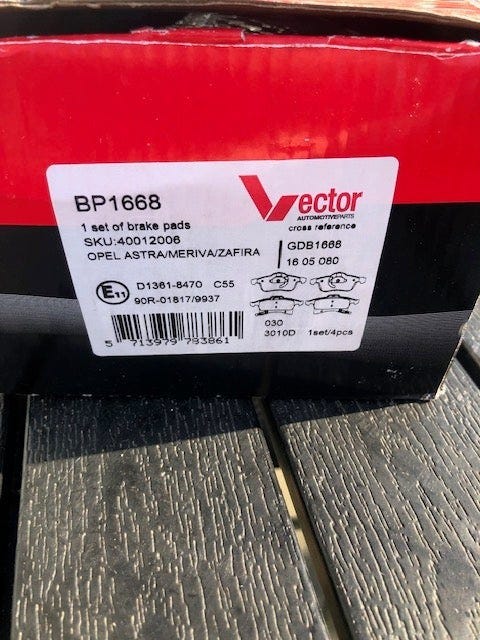 BP1668
Vector
AUTOMOTIVEPARTS
1 set of brake pads
cross reference
SKU:40012006
GDB1668
OPEL ASTRA/MERIVA/ZAFIRA
16 05 080
E11
D1361-8470 C55
90R-01817/9937
030
3010D 1set/4pcs
5 713979 783861